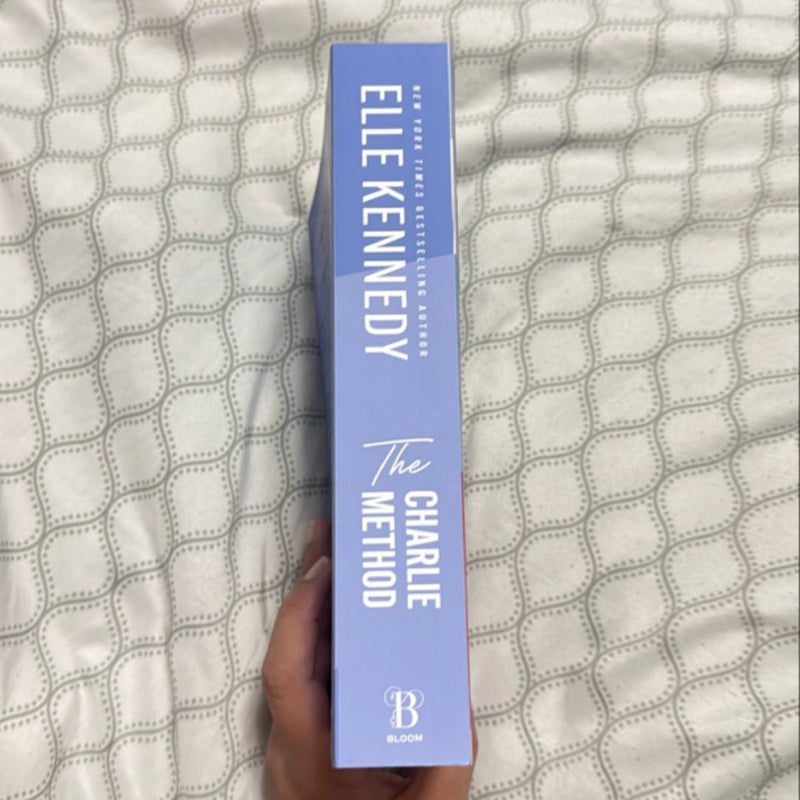 NEW YORK TIMES BESTSELLING AUTHOR
ELLE KENNEDY
The
CHARLIE
METHOD
B
BLOOM